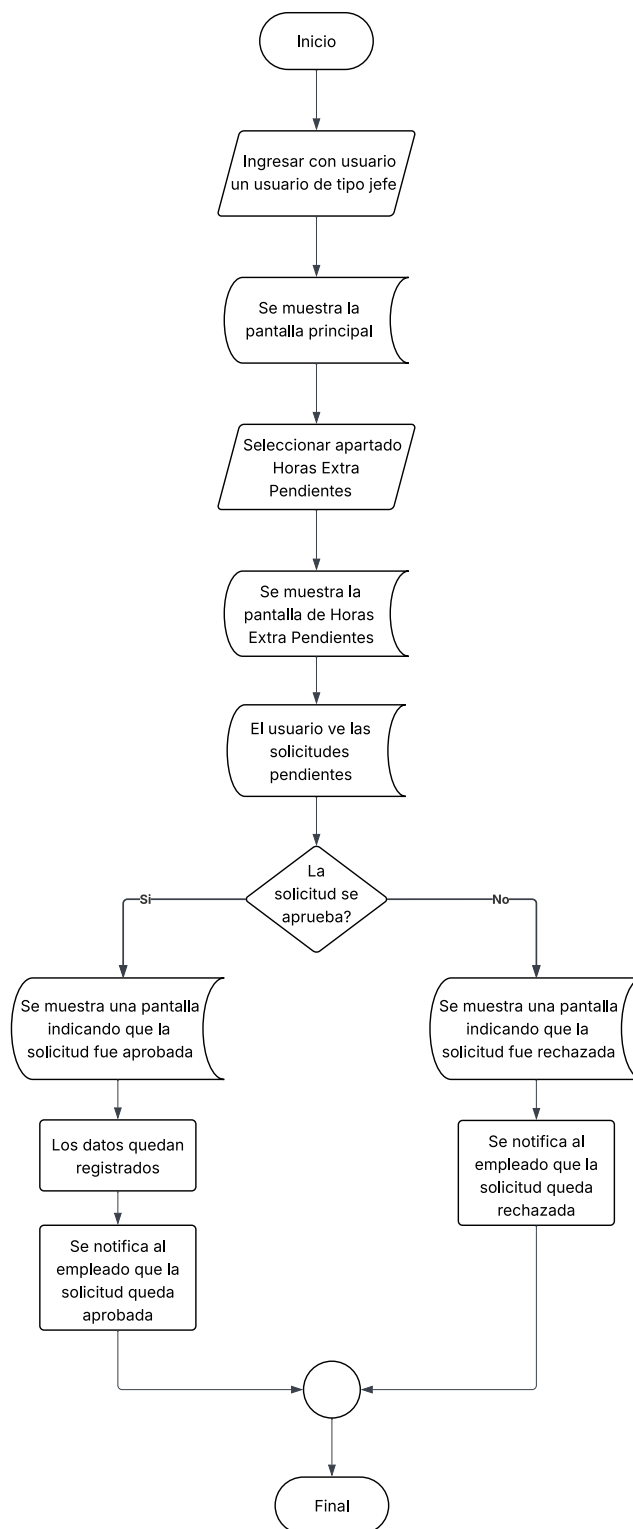 Inicio
Ingresar con usuario
un usuario de tipo jefe
Se muestra la
pantalla principal
Seleccionar apartado
Horas Extra
Pendientes
Se muestra la
pantalla de Horas
Extra Pendientes
El usuario ve las
solicitudes
pendientes
La
solicitud se
aprueba?
Si
No
Se muestra una pantalla
indicando que la
solicitud fue aprobada
Se muestra una pantalla
indicando que la
solicitud fue rechazada
Los datos quedan
registrados
Se notifica al
empleado que la
solicitud queda
rechazada
Se notifica al
empleado que la
solicitud queda
aprobada
Final